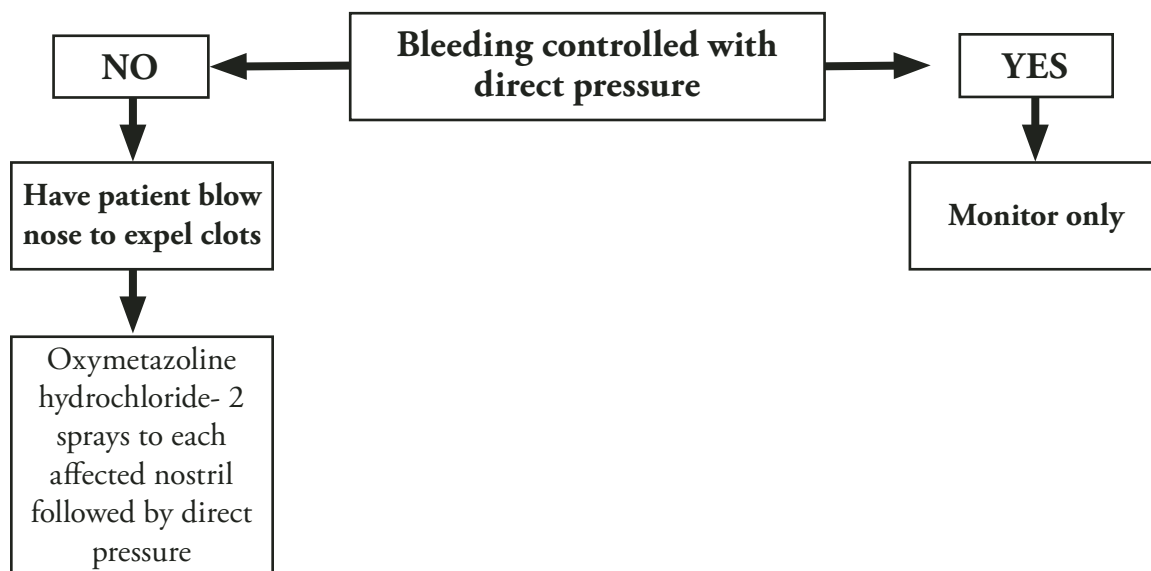 Bleeding controlled with
direct pressure
NO
YES
Have patient blow
nose to expel clots
Monitor only
Oxymetazoline
hydrochloride- 2
sprays to each
affected nostril
followed by direct
pressure